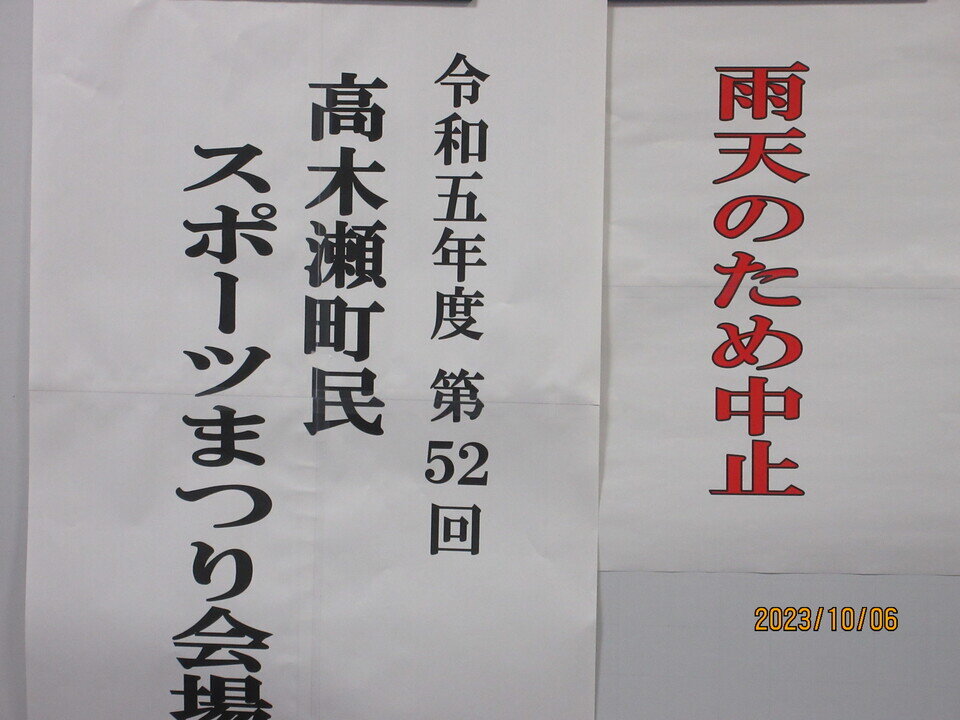 雨天のため中止
令和五年度 第52回
高木瀬町民
スポーツまつり会場
2023/10/06